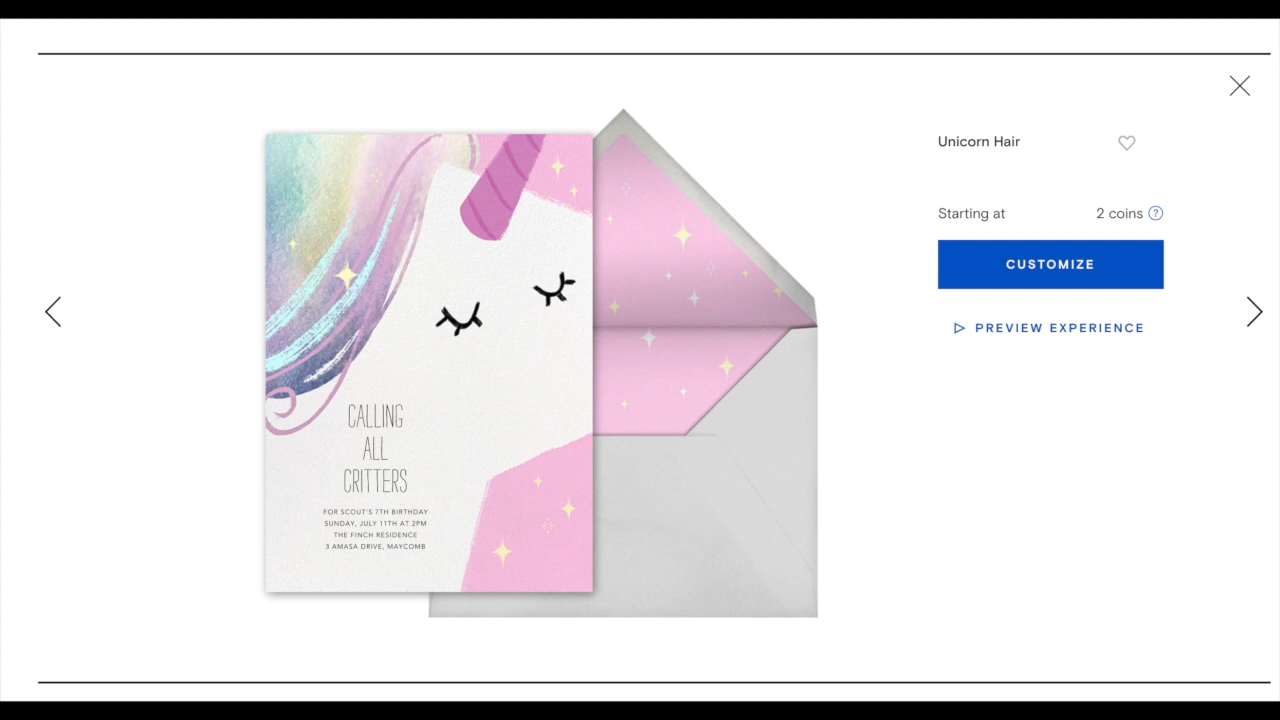 Unicorn Hair
Starting at 2 coins ?
CUSTOMIZE
PREVIEW EXPERIENCE
CALLING
ALL
CRITTERS
FOR SCOUT'S 7TH BIRTHDAY
SUNDAY, JULY 11TH AT 2PM
THE FINCH RESIDENCE
3 AMASA DRIVE, MAYCOMB